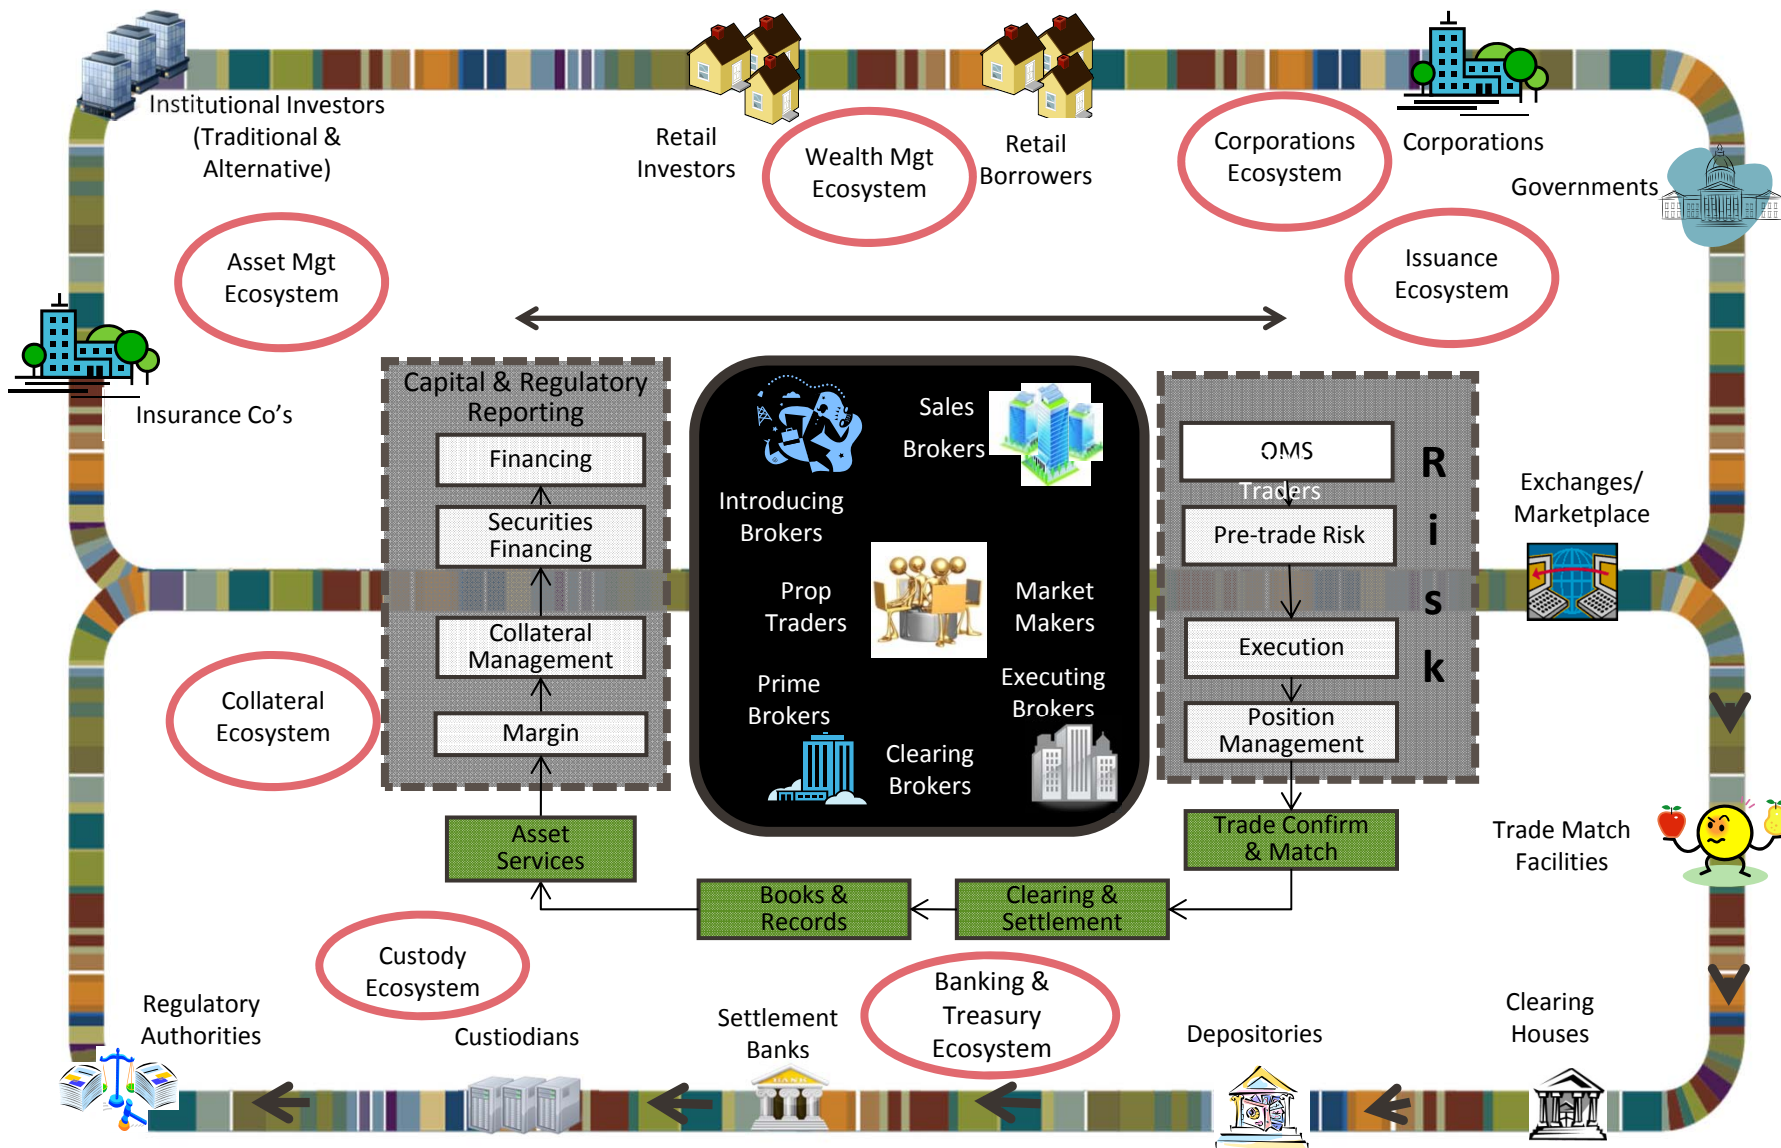 Institutional Investors
(Traditional &
Alternative)
Retail
Investors
Wealth Mgt
Ecosystem
Retail
Borrowers
Corporations
Ecosystem
Corporations
Governments
Asset Mgt
Ecosystem
Issuance
Ecosystem
Insurance Co's
Capital & Regulatory
Reporting
Financing
Securities
Financing
Collateral
Management
Margin
Sales
Brokers
Introducing
Brokers
Prop
Traders
Market
Makers
Prime
Brokers
Executing
Brokers
Clearing
Brokers
OMS
Traders
Pre-trade Risk
Execution
Position
Management
R
i
s
k
Exchanges/
Marketplace
Collateral
Ecosystem
Asset
Services
Trade Confirm
& Match
Trade Match
Facilities
Books &
Records
Clearing &
Settlement
Custody
Ecosystem
Banking &
Treasury
Ecosystem
Regulatory
Authorities
Custiodians
Settlement
Banks
Depositories
Clearing
Houses
BANK